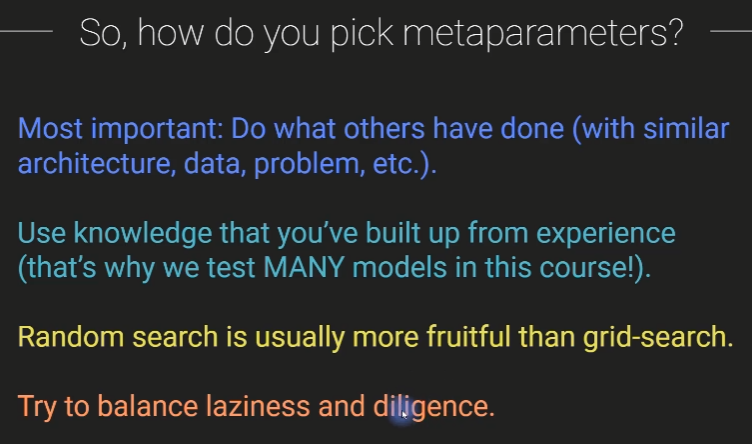 So, how do you pick metaparameters?
Most important: Do what others have done (with similar
architecture, data, problem, etc.).
Use knowledge that you've built up from experience
(that's why we test MANY models in this course!).
Random search is usually more fruitful than grid-search.
Try to balance laziness and diligence.